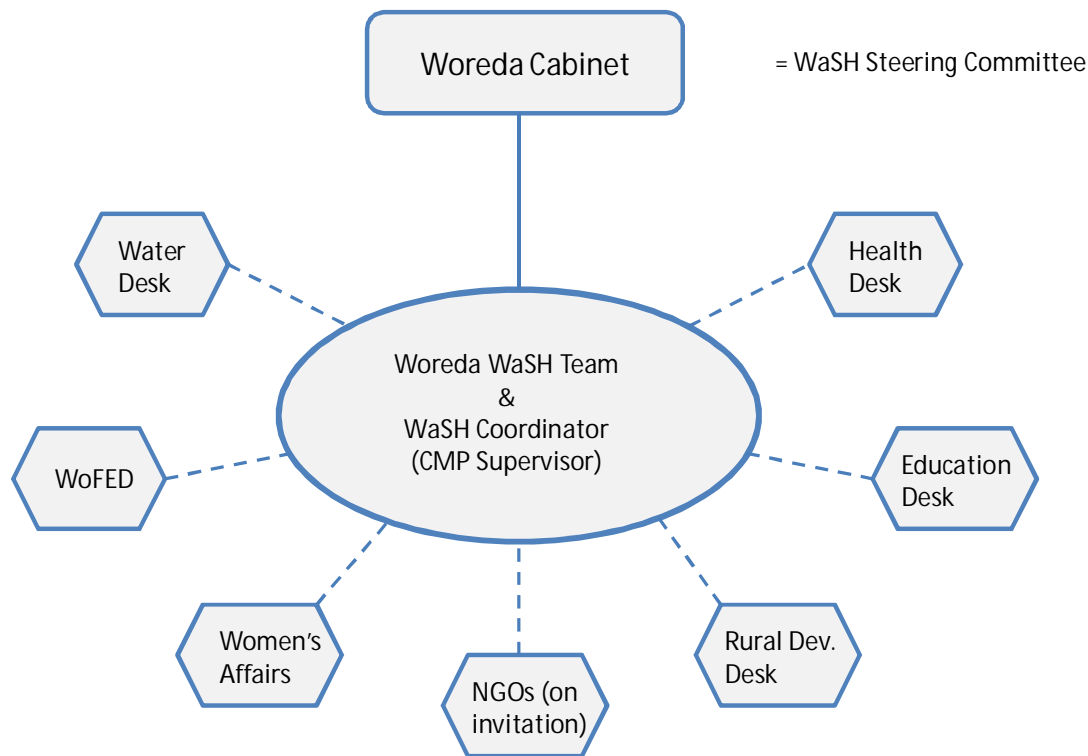 Woreda Cabinet
= WaSH Steering Committee
Water
Desk
Health
Desk
Woreda WaSH Team
&
WaSH Coordinator
(CMP Supervisor)
WoFED
Education
Desk
Women's
Affairs
NGOs (on
invitation)
Rural Dev.
Desk